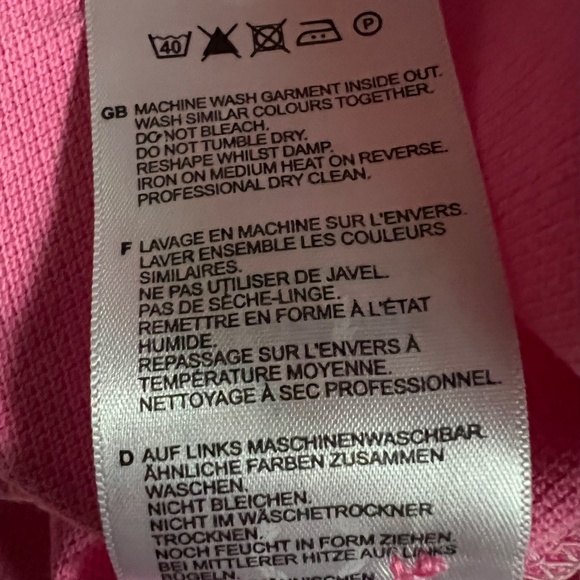 40 P
GB MACHINE WASH GARMENT INSIDE OUT.
WASH SIMILAR COLOURS TOGETHER.
DO NOT BLEACH.
DO NOT TUMBLE DRY.
RESHAPE WHILST DAMP.
IRON ON MEDIUM HEAT ON REVERSE.
PROFESSIONAL DRY CLEAN.
F LAVAGE EN MACHINE SUR L'ENVERS.
LAVER ENSEMBLE LES COULEURS
SIMILAIRES.
NE PAS UTILISER DE JAVEL.
PAS DE SÈCHE-LINGE.
REMETTRE EN FORME À L'ÉTAT
HUMIDE.
REPASSAGE SUR L'ENVERS À
TEMPÉRATURE MOYENNE.
NETTOYAGE À SEC PROFESSIONNEL.
D AUF LINKS MASCHINENWASCHBAR.
ÄHNLICHE FARBEN ZUSAMMEN
WASCHEN.
NICHT BLEICHEN.
NICHT IM WÄSCHETROCKNER
TROCKNEN.
NOCH FEUCHT IN FORM ZIEHEN.
BEI MITTLERER HITZE AUF LINKS
BÜGELN.